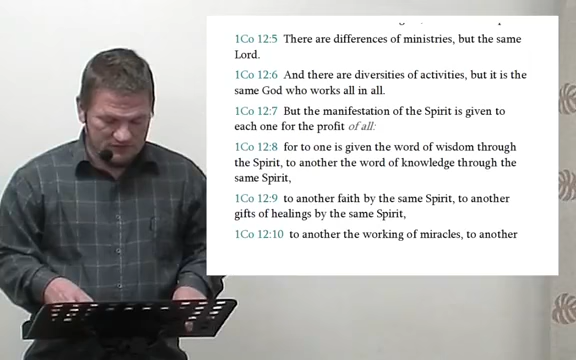 1Co 12:5 There are differences of ministries, but the same
Lord.
1Co 12:6 And there are diversities of activities, but it is the
same God who works all in all.
1Co 12:7 But the manifestation of the Spirit is given to
each one for the profit of all:
1Co 12:8 for to one is given the word of wisdom through
the Spirit, to another the word of knowledge through the
same Spirit,
1Co 12:9 to another faith by the same Spirit, to another
gifts of healings by the same Spirit,
1Co 12:10 to another the working of miracles, to another